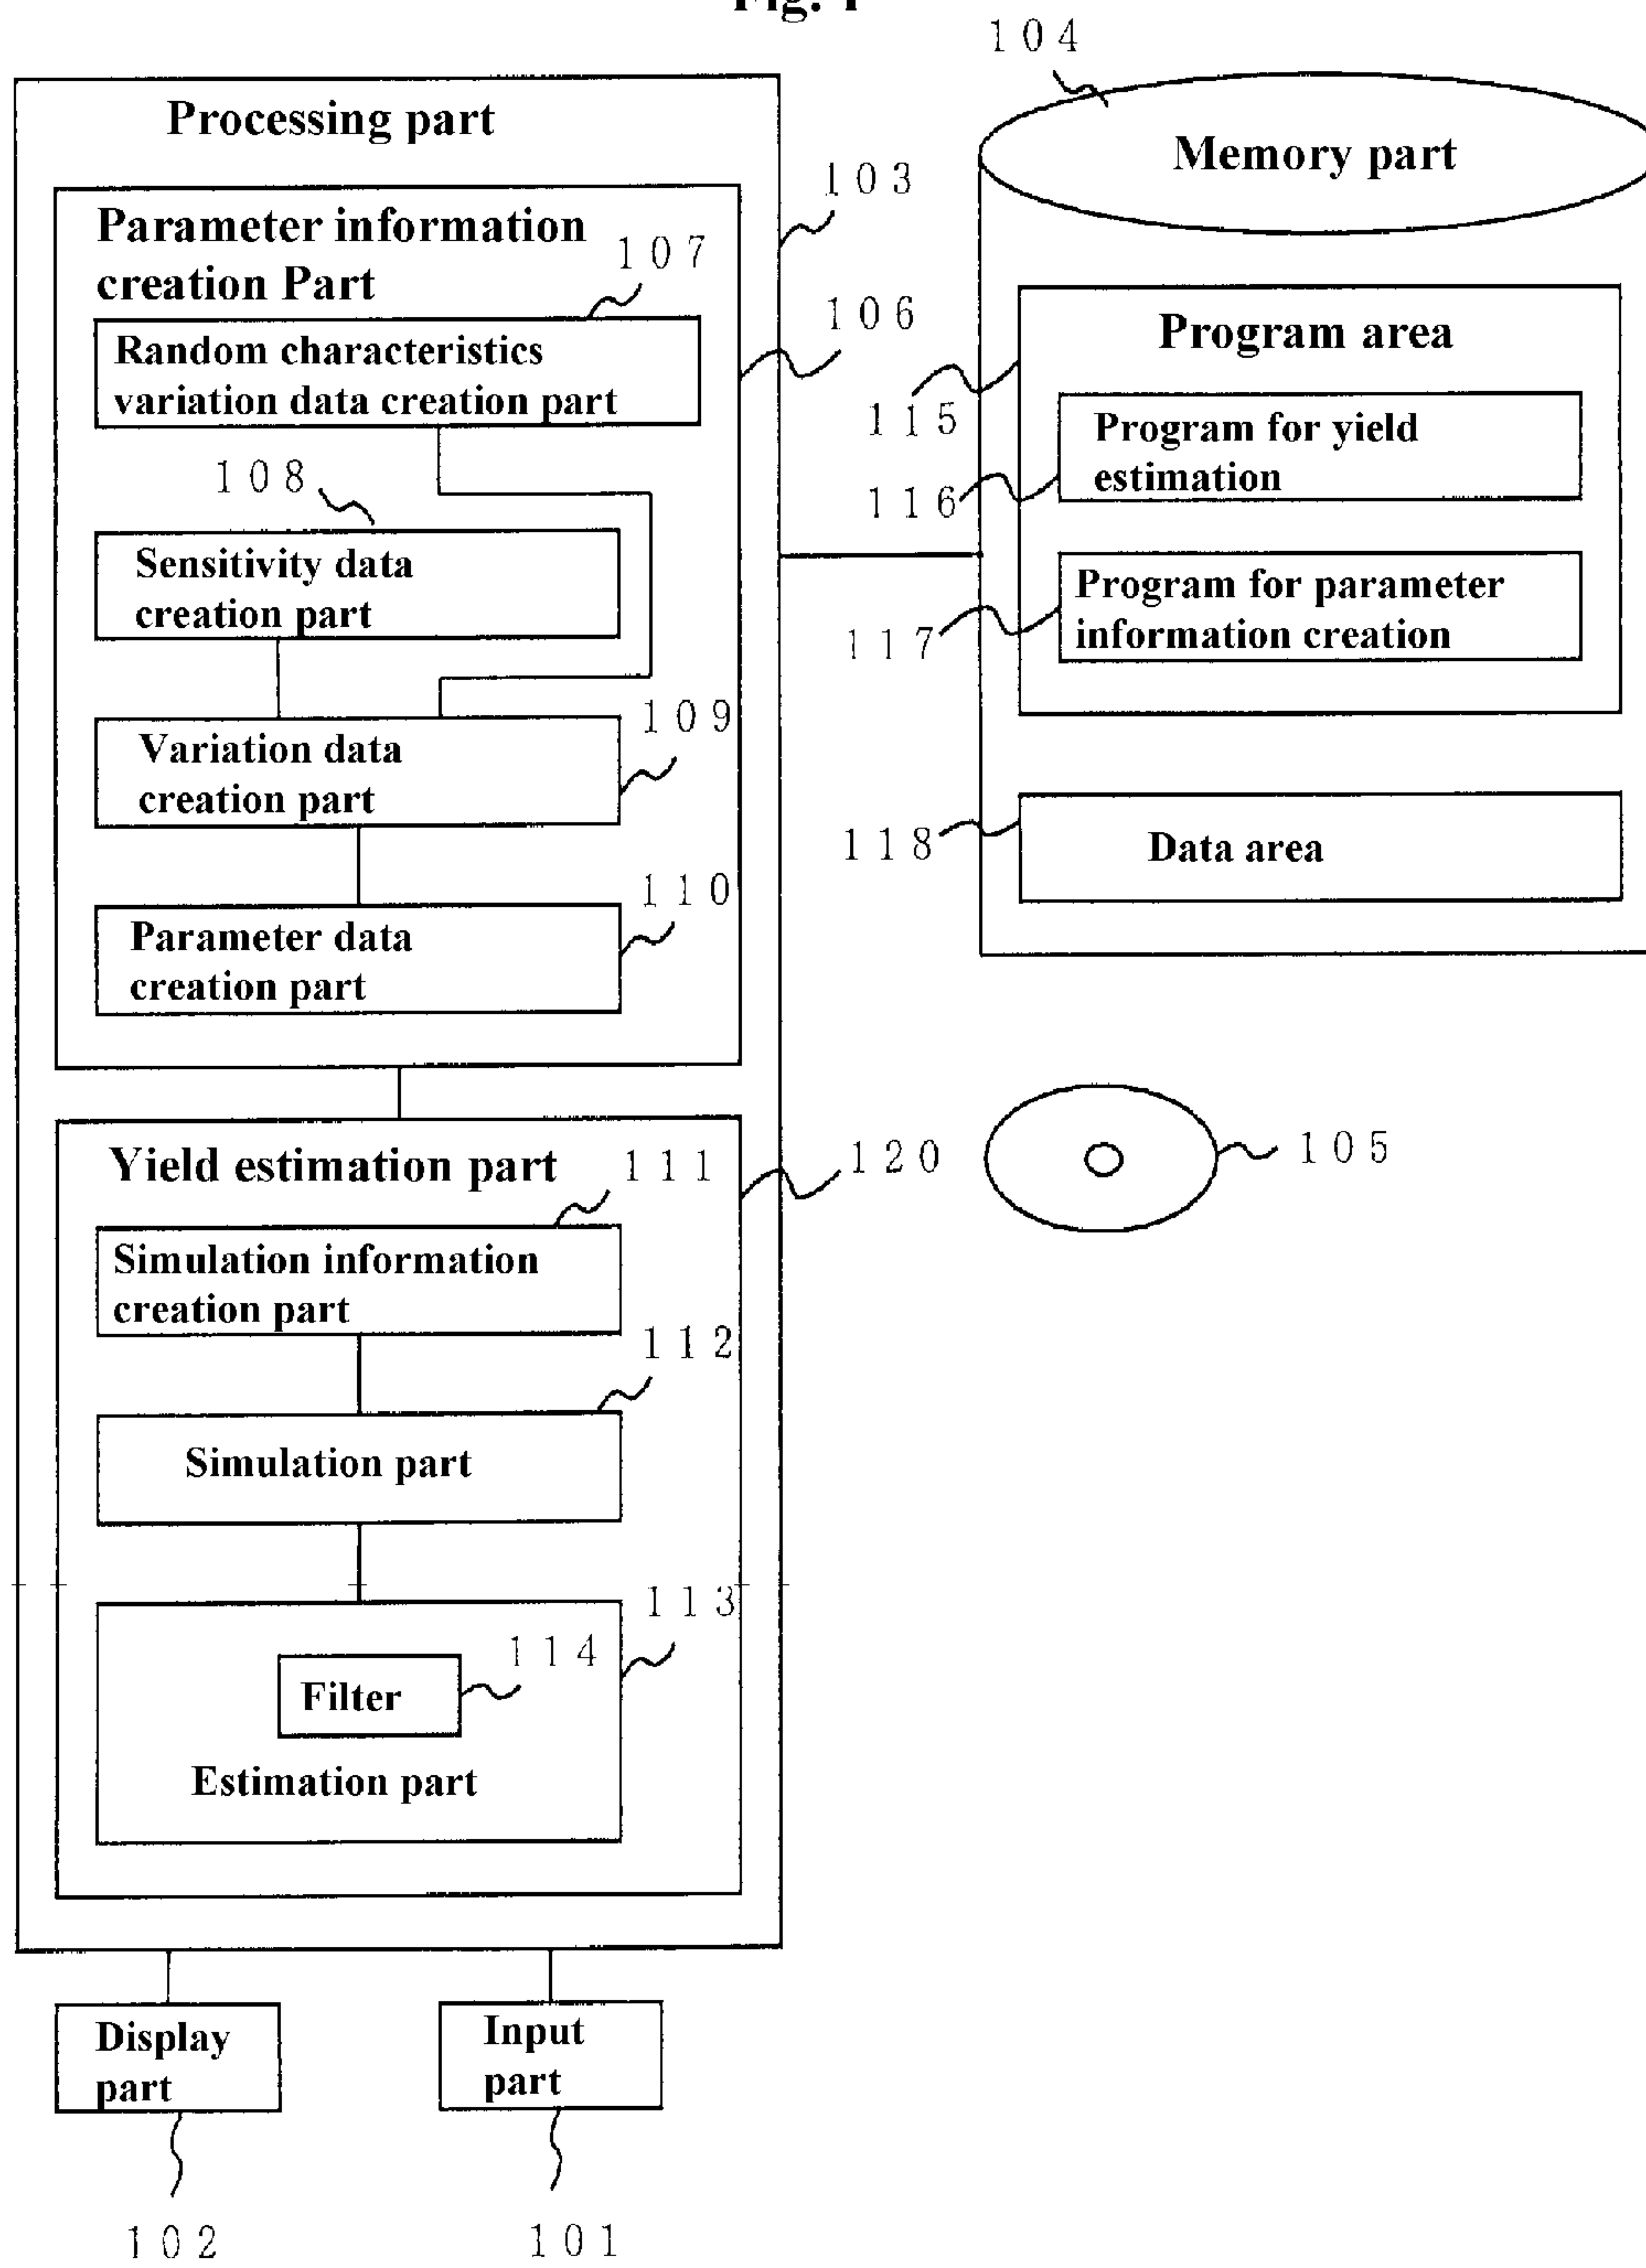 104
Processing part
Memory part
103
Parameter information
creation Part
107
106
Random characteristics
variation data creation part
Program area
115
Program for yield
estimation
116
108
Sensitivity data
creation part
Program for parameter
information creation
117
109
Variation data
creation part
118
Data area
110
Parameter data
creation part
Yield estimation part
111
120
105
Simulation information
creation part
112
Simulation part
113
114
Filter
Estimation part
Display
part
Input
part
102
101